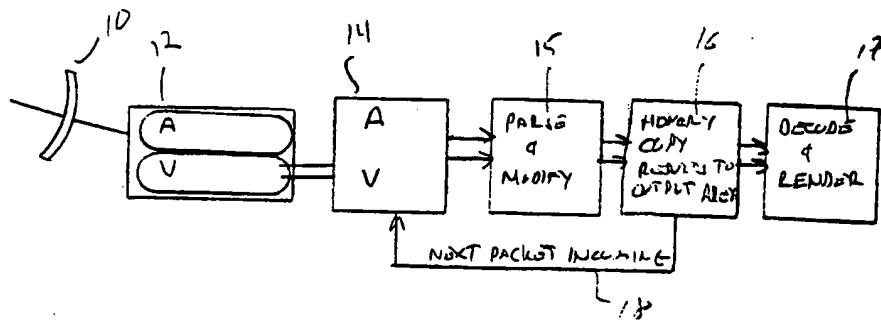 10
12
14
15
16
17
A
V
A
V
PARSE
&
MODIFY
MEMORY
COPY
RESULTS TO
OUTPUT AREA
DECODE
&
RENDER
NEXT PACKET INCOMING
18